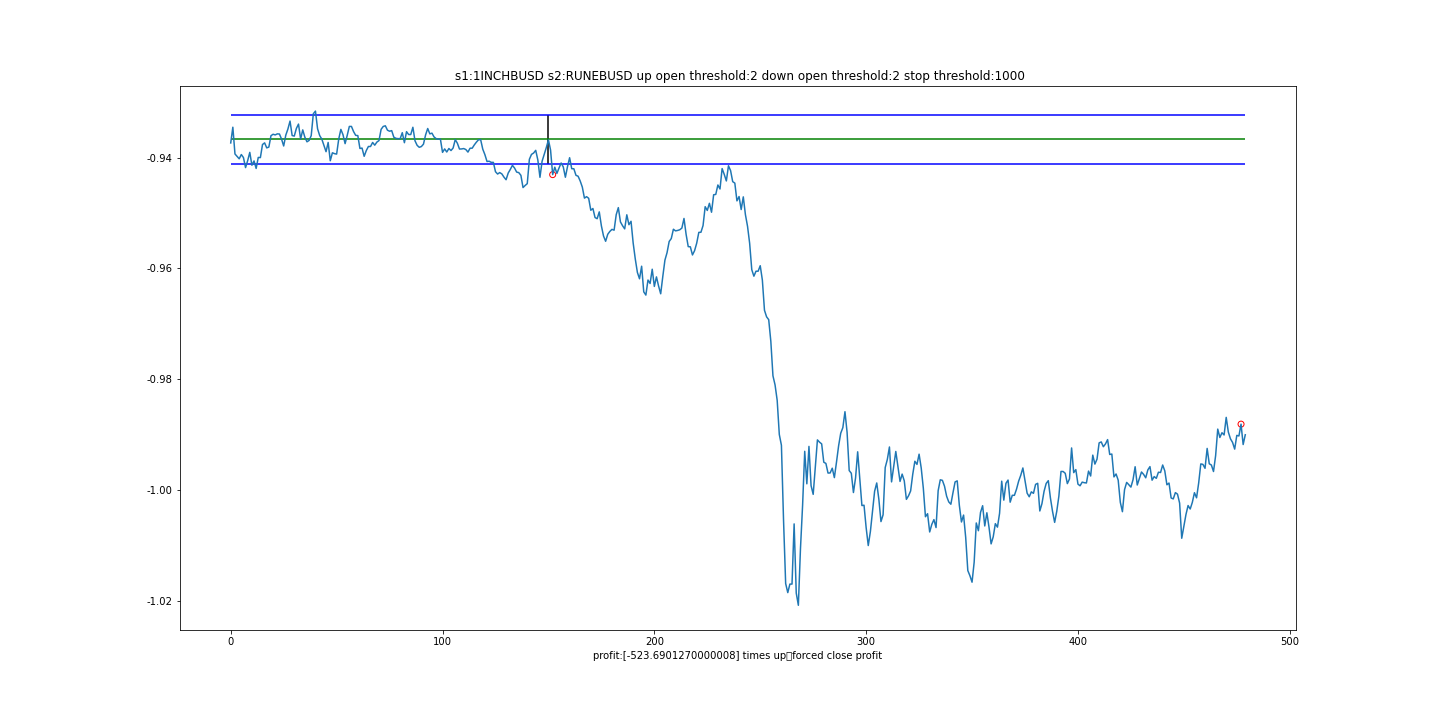 s1:1INCHBUSD s2:RUNEBUSD up open threshold:2 down open threshold:2 stop threshold:1000
-0.94
-0.96
-0.98
-1.00
-1.02
0 100 200 300 400 500
profit:[-523.6901270000008] times up▯forced close profit